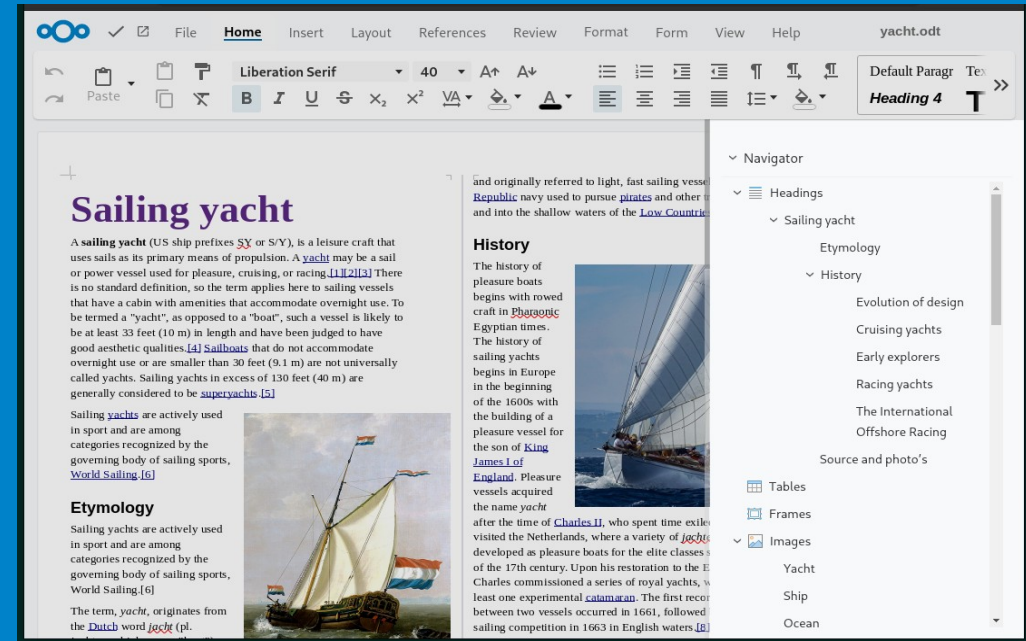 File Home Insert Layout References Review Format Form View Help yacht.odt
Paste Liberation Serif 40 Default Paragr
B I U S X₂ X² VA A Heading 4
Sailing yacht
A sailing yacht (US ship prefixes SY or S/Y), is a leisure craft that
uses sails as its primary means of propulsion. A yacht may be a sail
or power vessel used for pleasure, cruising, or racing.[1][2][3] There
is no standard definition, so the term applies here to sailing vessels
that have a cabin with amenities that accommodate overnight use. To
be termed a "yacht", as opposed to a "boat", such a vessel is likely to
be at least 33 feet (10 m) in length and have been judged to have
good aesthetic qualities.[4] Sailboats that do not accommodate
overnight use or are smaller than 30 feet (9.1 m) are not universally
called yachts. Sailing yachts in excess of 130 feet (40 m) are
generally considered to be superyachts.[5]
Sailing yachts are actively used
in sport and are among
categories recognized by the
governing body of sailing sports,
World Sailing.[6]
Etymology
Sailing yachts are actively used
in sport and are among
categories recognized by the
governing body of sailing sports,
World Sailing.[6]
The term, yacht, originates from
the Dutch word jacht (pl.
and originally referred to light, fast sailing vesse
Republic navy used to pursue pirates and other
and into the shallow waters of the Low Countrie
History
The history of
pleasure boats
begins with rowed
craft in Pharaonic
Egyptian times.
The history of
sailing yachts
begins in Europe
in the beginning
of the 1600s with
the building of a
pleasure vessel for
the son of King
James I of
England. Pleasure
vessels acquired
the name yacht
after the time of Charles II, who spent time exile
visited the Netherlands, where a variety of jacht
developed as pleasure boats for the elite classes
of the 17th century. Upon his restoration to the E
Charles commissioned a series of royal yachts,
least one experimental catamaran. The first recor
between two vessels occurred in 1661, followed
sailing competition in 1663 in English waters.[8]
Navigator
Headings
Sailing yacht
Etymology
History
Evolution of design
Cruising yachts
Early explorers
Racing yachts
The International
Offshore Racing
Source and photo's
Tables
Frames
Images
Yacht
Ship
Ocean